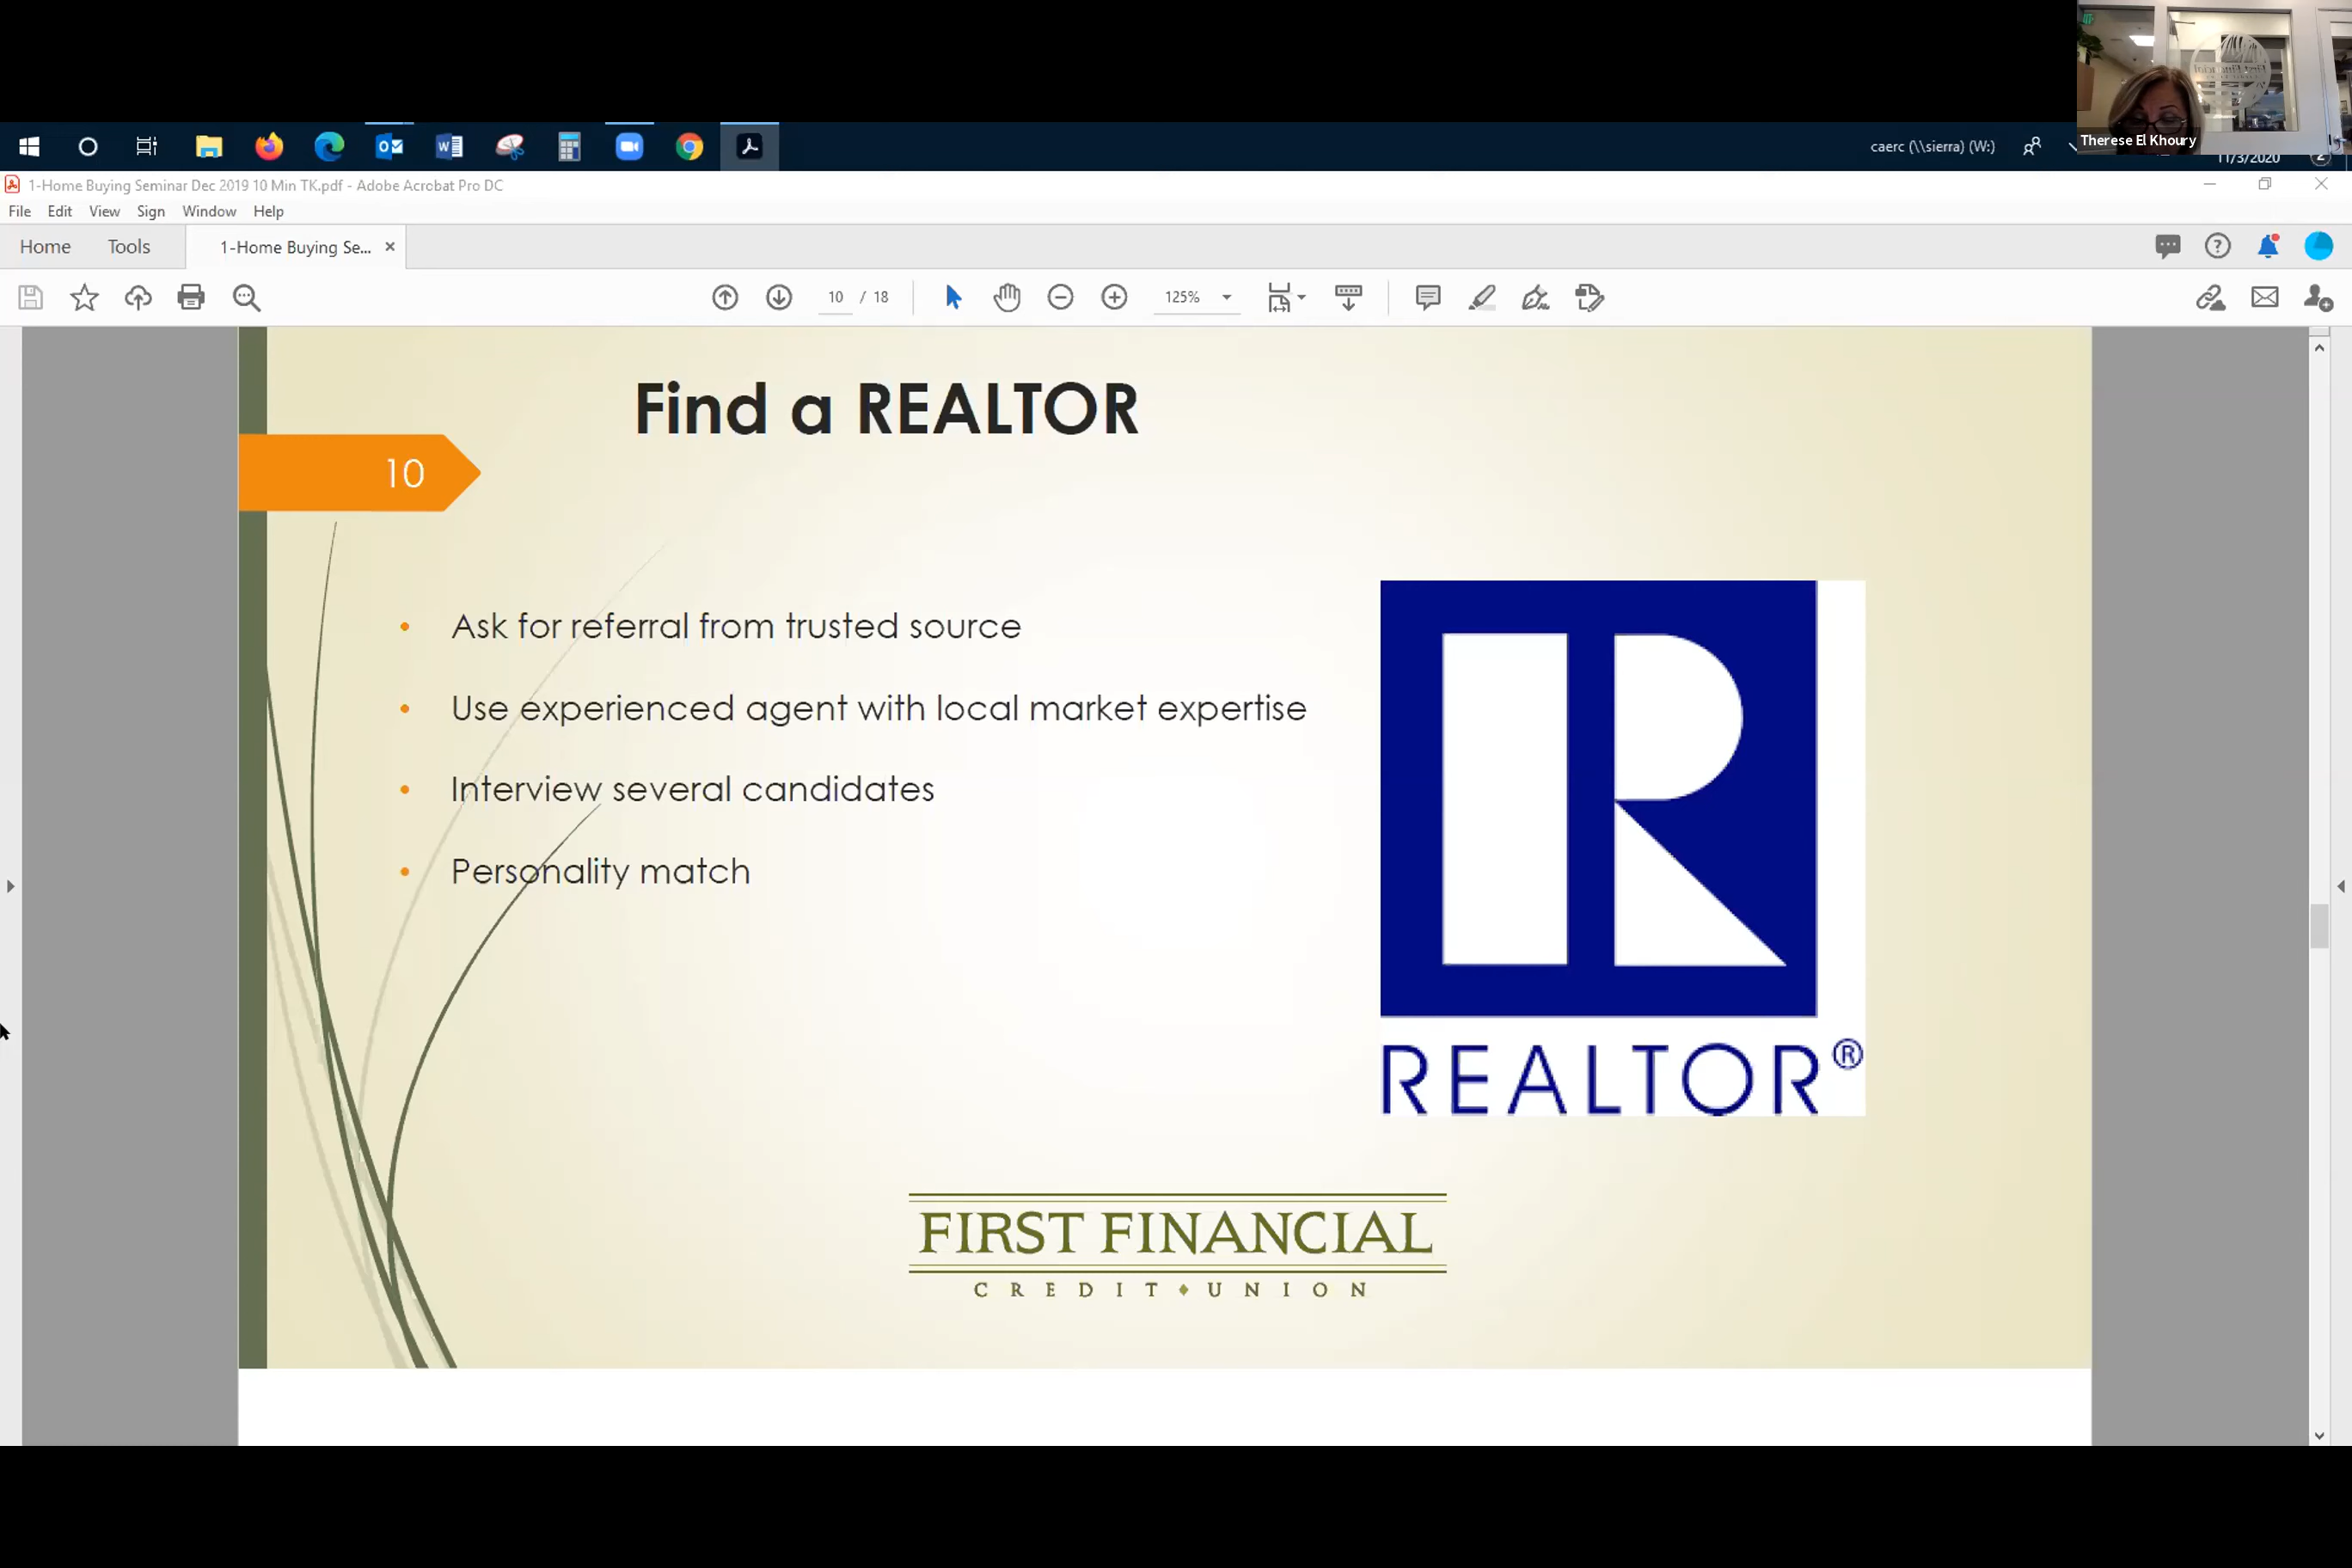 caerc (\\sierra) (W:)
Therese El Khoury
11/3/2020
2
1-Home Buying Seminar Dec 2019 10 Min TK.pdf - Adobe Acrobat Pro DC
File Edit View Sign Window Help
Home Tools 1-Home Buying Se...
10 / 18 125%
Find a REALTOR
10
• Ask for referral from trusted source
• Use experienced agent with local market expertise
• Interview several candidates
• Personality match
REALTOR®
FIRST FINANCIAL
CREDIT♦UNION